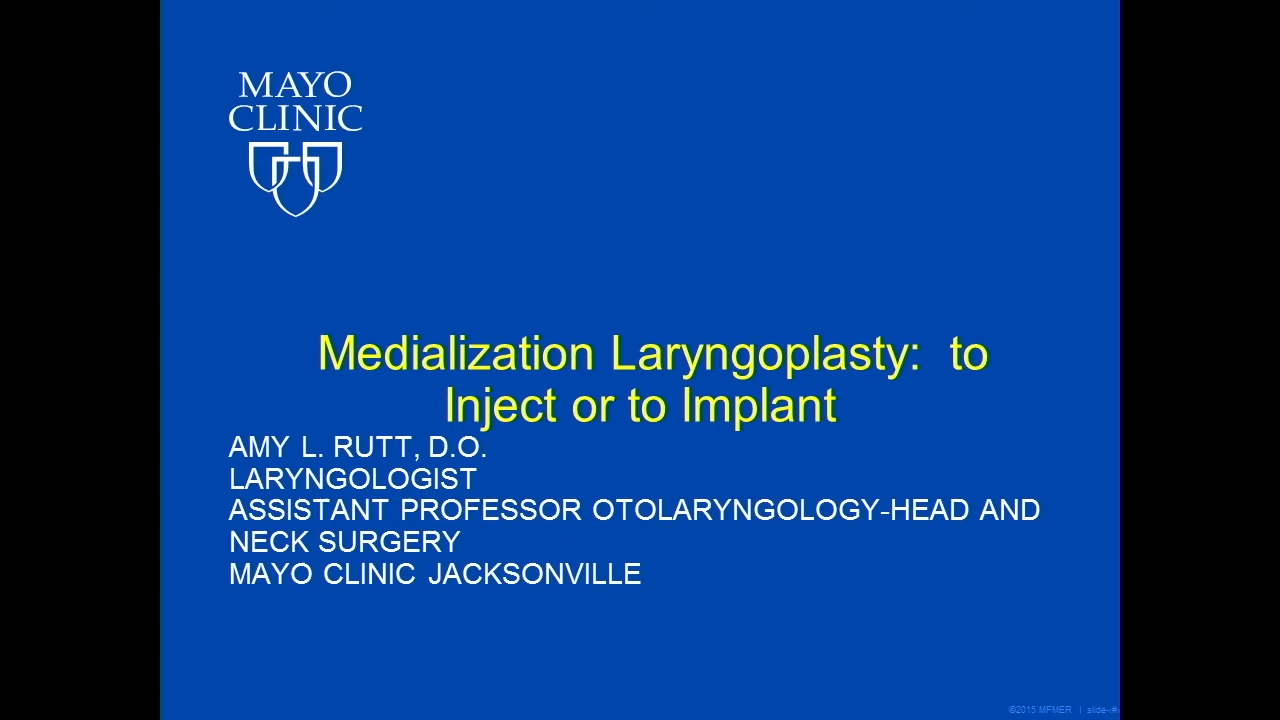 MAYO
CLINIC
Medialization Laryngoplasty:  to
Inject or to Implant
AMY L. RUTT, D.O.
LARYNGOLOGIST
ASSISTANT PROFESSOR OTOLARYNGOLOGY-HEAD AND
NECK SURGERY
MAYO CLINIC JACKSONVILLE
©2015 MFMER | slide-‹#›